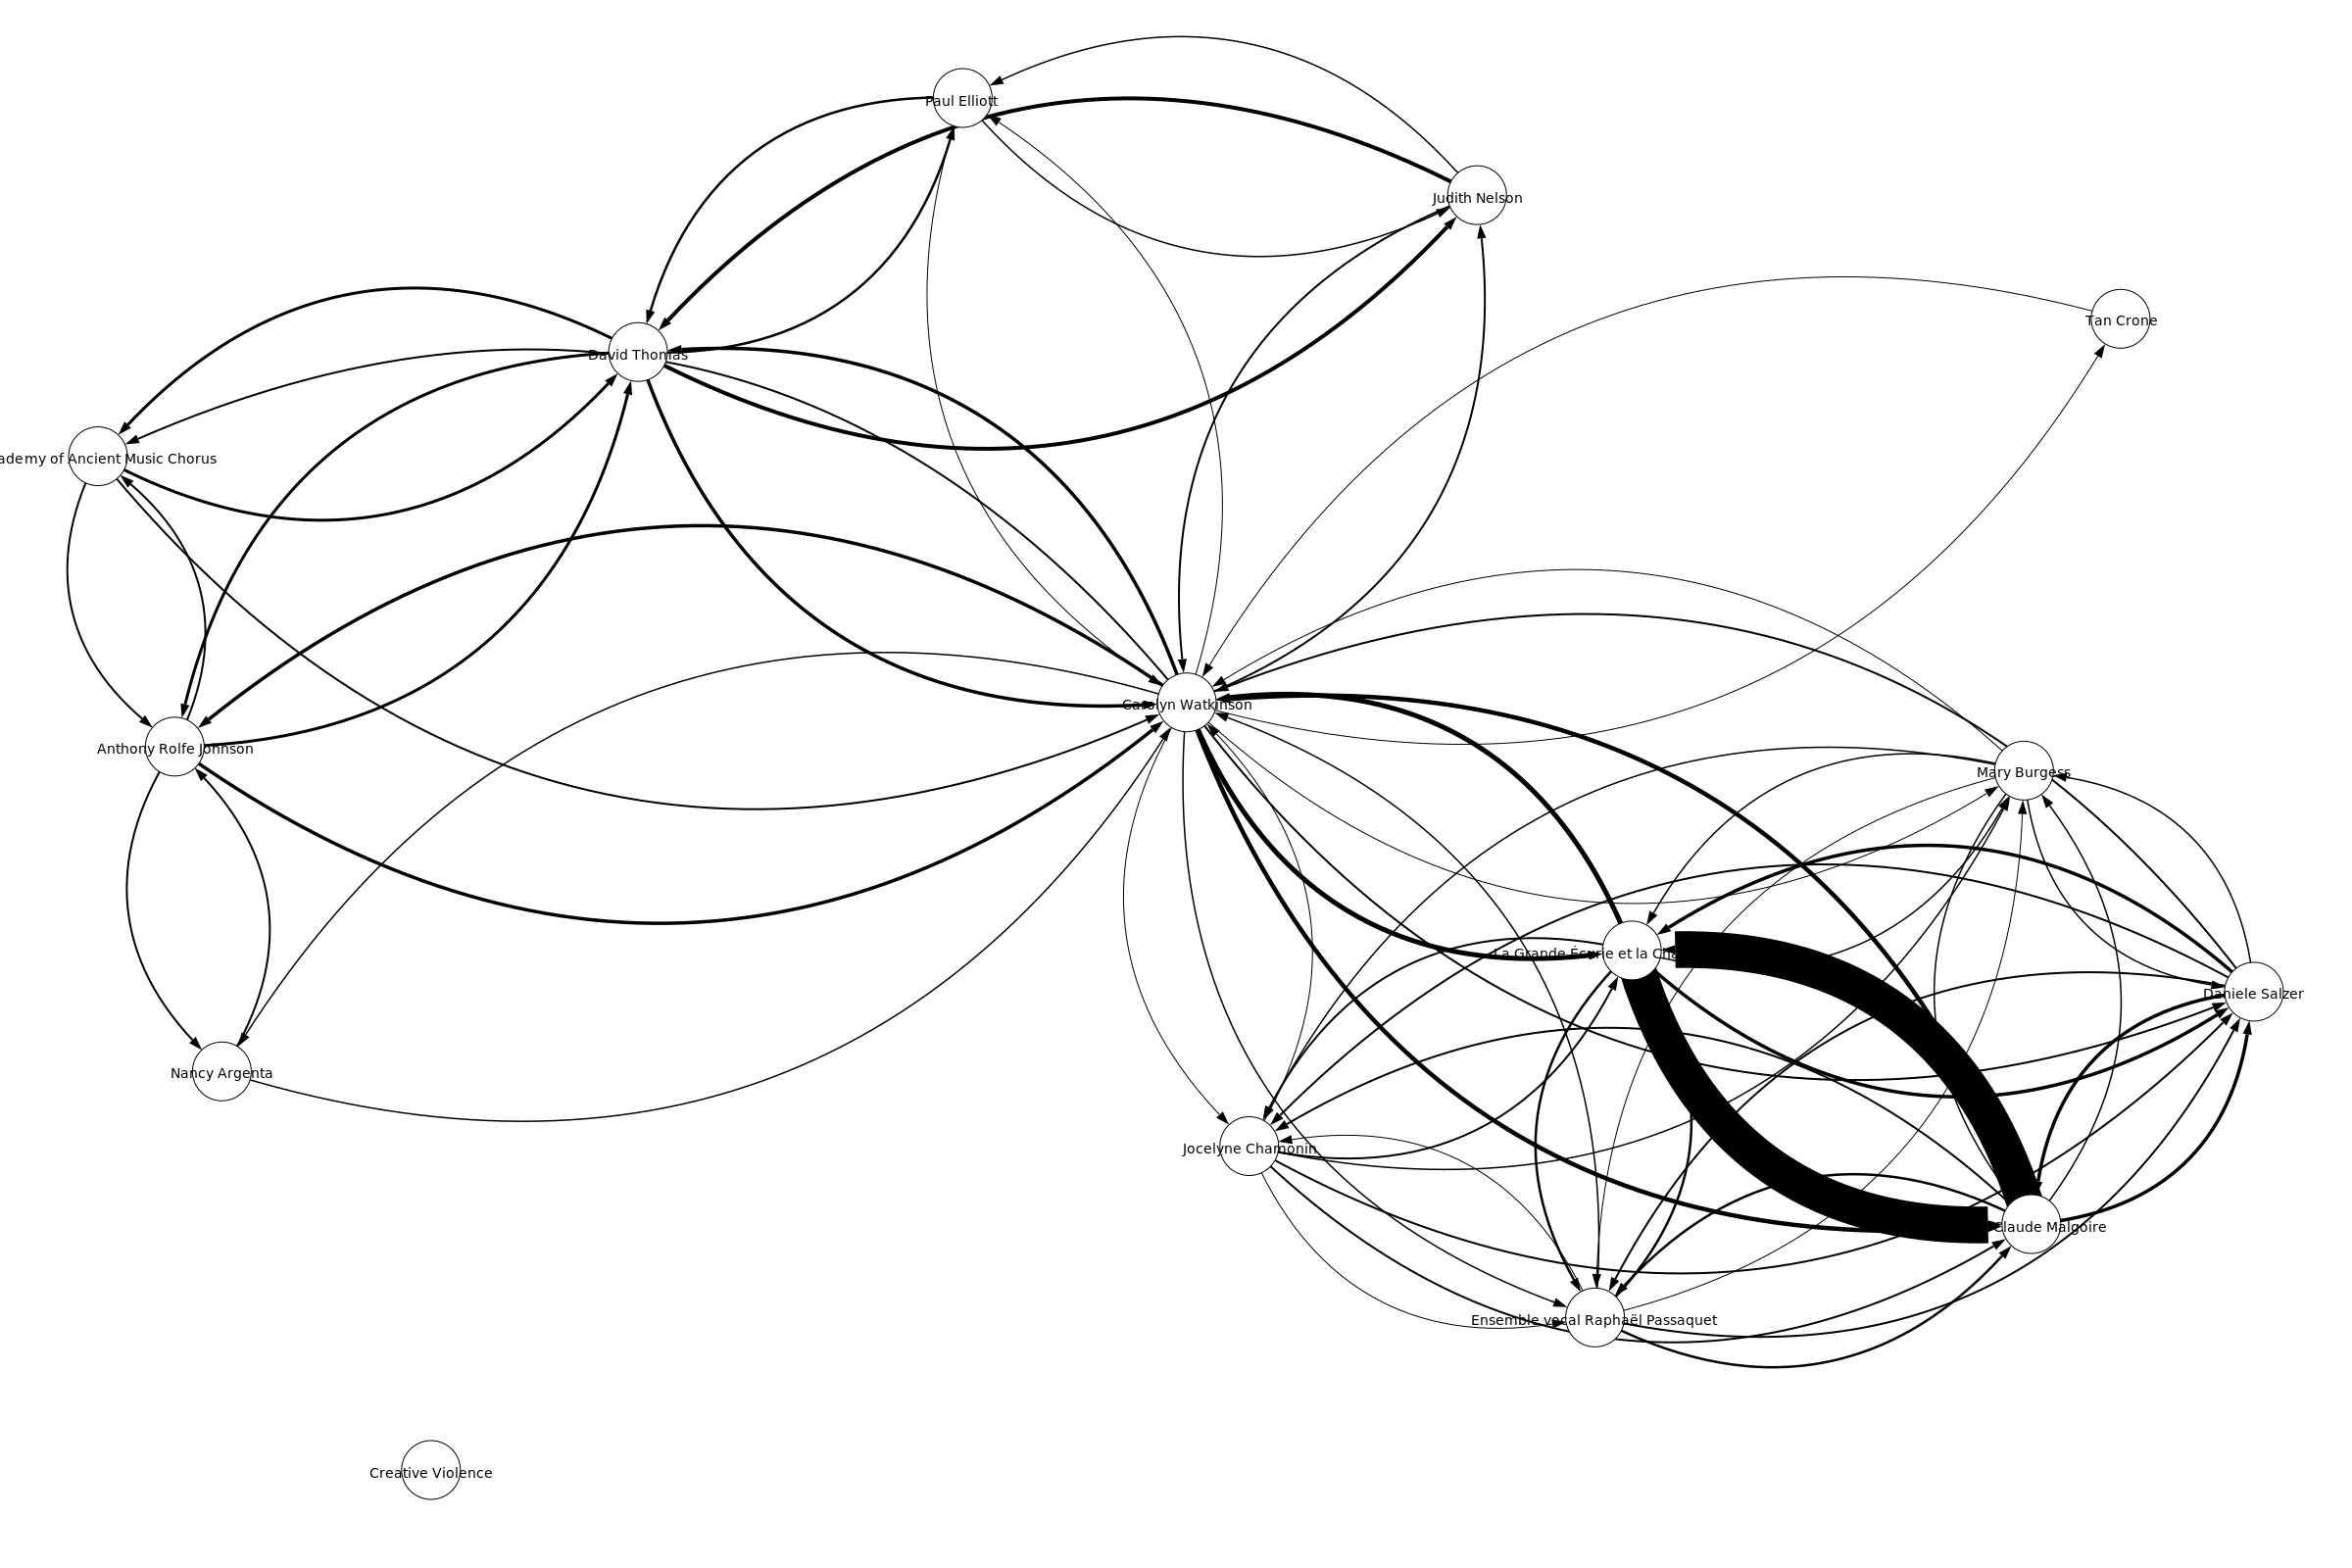 Paul Elliott
Judith Nelson
Tan Crone
David Thomas
ademy of Ancient Music Chorus
Carolyn Watkinson
Anthony Rolfe Johnson
Mary Burgess
La Grande Écurie et la Cha
Daniele Salzer
Nancy Argenta
Jocelyne Chamonin
Claude Malgoire
Ensemble vocal Raphaël Passaquet
Creative Violence